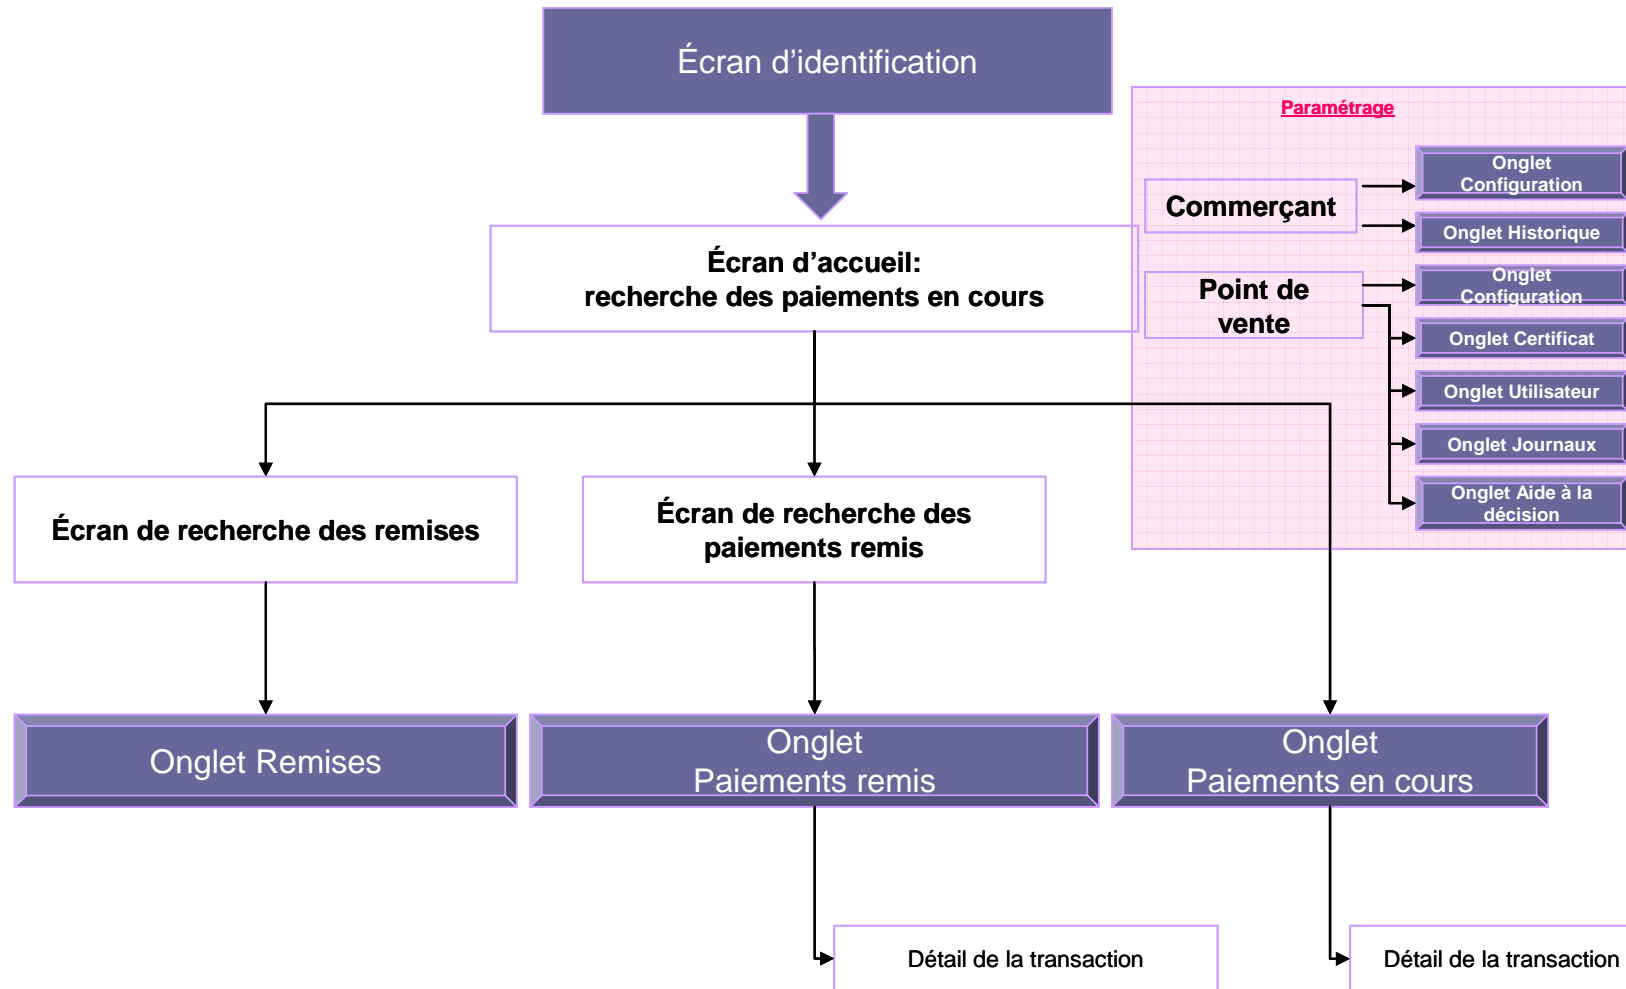 Écran d’identification
Paramétrage
Onglet
Configuration
Commerçant
Onglet Historique
Écran d’accueil:
recherche des paiements en cours
Point de
vente
Onglet
Configuration
Onglet Certificat
Onglet Utilisateur
Onglet Journaux
Onglet Aide à la
décision
Écran de recherche des remises
Écran de recherche des
paiements remis
Onglet Remises
Onglet
Paiements remis
Onglet
Paiements en cours
Détail de la transaction
Détail de la transaction